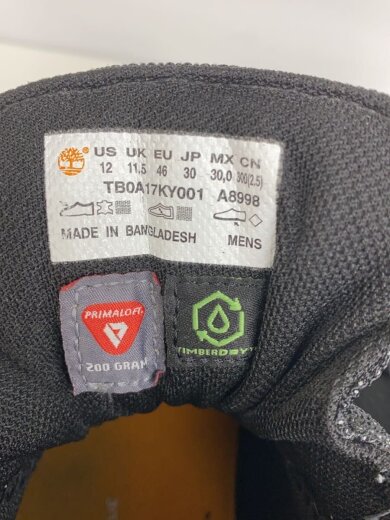 US UK EU JP MX CN
12 11.5 46 30 30,0 300(2.5)
TB0A17KY001 A8998
MADE IN BANGLADESH MENS
PRIMALOFT
200 GRAM
TIMBERDRY